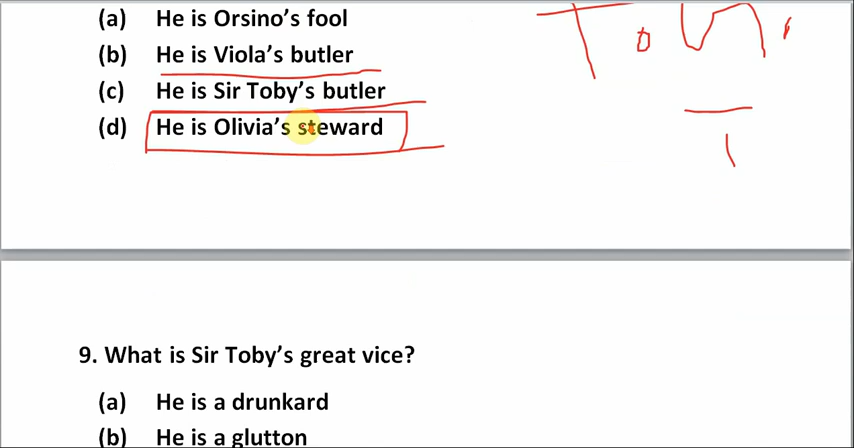 (a) He is Orsino's fool
(b) He is Viola's butler
(c) He is Sir Toby's butler
(d) He is Olivia's steward
9. What is Sir Toby's great vice?
(a) He is a drunkard
(b) He is a glutton